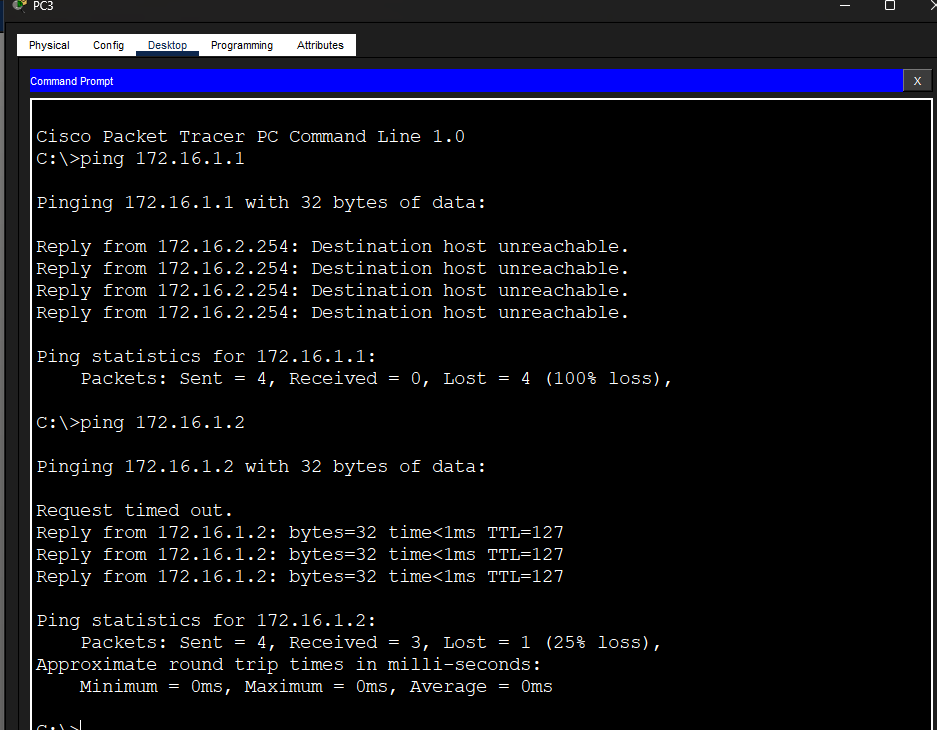 PC3
Physical Config Desktop Programming Attributes
Command Prompt X
Cisco Packet Tracer PC Command Line 1.0
C:\>ping 172.16.1.1
Pinging 172.16.1.1 with 32 bytes of data:
Reply from 172.16.2.254: Destination host unreachable.
Reply from 172.16.2.254: Destination host unreachable.
Reply from 172.16.2.254: Destination host unreachable.
Reply from 172.16.2.254: Destination host unreachable.
Ping statistics for 172.16.1.1:
    Packets: Sent = 4, Received = 0, Lost = 4 (100% loss),
C:\>ping 172.16.1.2
Pinging 172.16.1.2 with 32 bytes of data:
Request timed out.
Reply from 172.16.1.2: bytes=32 time<1ms TTL=127
Reply from 172.16.1.2: bytes=32 time<1ms TTL=127
Reply from 172.16.1.2: bytes=32 time<1ms TTL=127
Ping statistics for 172.16.1.2:
    Packets: Sent = 4, Received = 3, Lost = 1 (25% loss),
Approximate round trip times in milli-seconds:
    Minimum = 0ms, Maximum = 0ms, Average = 0ms
C:\>